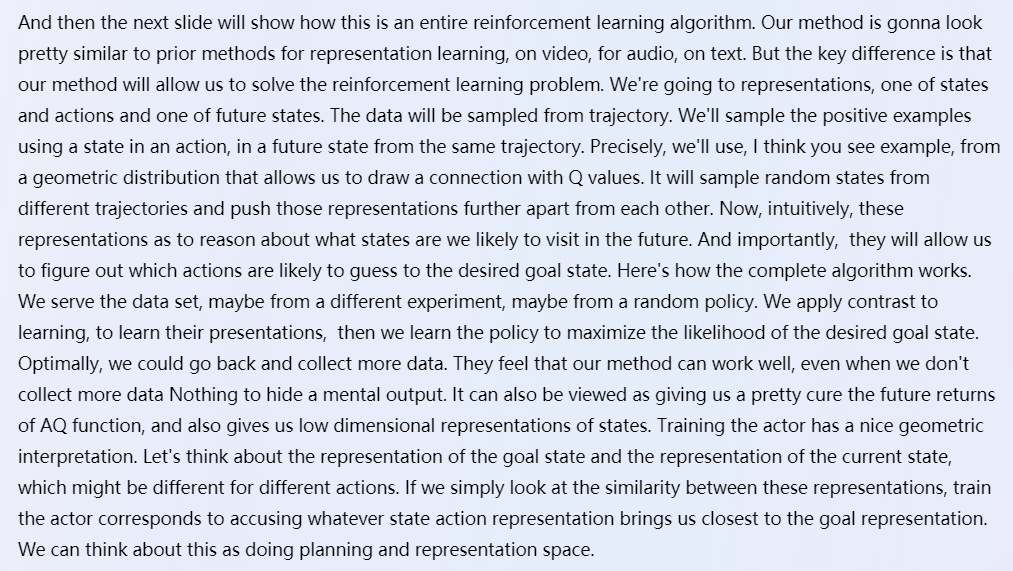 And then the next slide will show how this is an entire reinforcement learning algorithm. Our method is gonna look
pretty similar to prior methods for representation learning, on video, for audio, on text. But the key difference is that
our method will allow us to solve the reinforcement learning problem. We're going to representations, one of states
and actions and one of future states. The data will be sampled from trajectory. We'll sample the positive examples
using a state in an action, in a future state from the same trajectory. Precisely, we'll use, I think you see example, from
a geometric distribution that allows us to draw a connection with Q values. It will sample random states from
different trajectories and push those representations further apart from each other. Now, intuitively, these
representations as to reason about what states are we likely to visit in the future. And importantly,  they will allow us
to figure out which actions are likely to guess to the desired goal state. Here's how the complete algorithm works.
We serve the data set, maybe from a different experiment, maybe from a random policy. We apply contrast to
learning, to learn their presentations,  then we learn the policy to maximize the likelihood of the desired goal state.
Optimally, we could go back and collect more data. They feel that our method can work well, even when we don't
collect more data Nothing to hide a mental output. It can also be viewed as giving us a pretty cure the future returns
of AQ function, and also gives us low dimensional representations of states. Training the actor has a nice geometric
interpretation. Let's think about the representation of the goal state and the representation of the current state,
which might be different for different actions. If we simply look at the similarity between these representations, train
the actor corresponds to accusing whatever state action representation brings us closest to the goal representation.
We can think about this as doing planning and representation space.